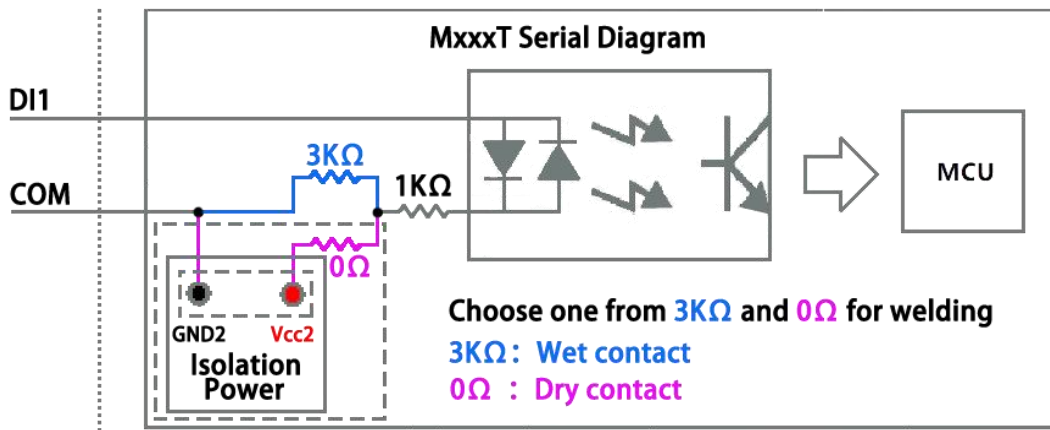 MxxxT Serial Diagram
DI1
3KΩ
COM
1KΩ
MCU
0Ω
GND2 Vcc2
Isolation
Power
Choose one from 3KΩ and 0Ω for welding
3KΩ: Wet contact
0Ω : Dry contact